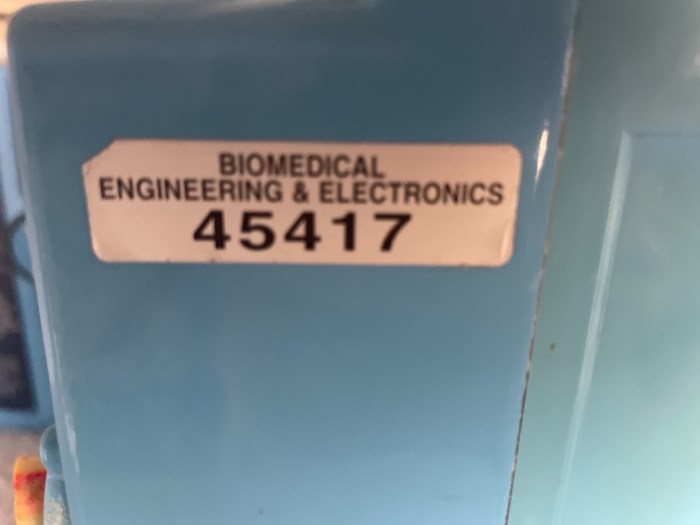 BIOMEDICAL
ENGINEERING & ELECTRONICS
45417